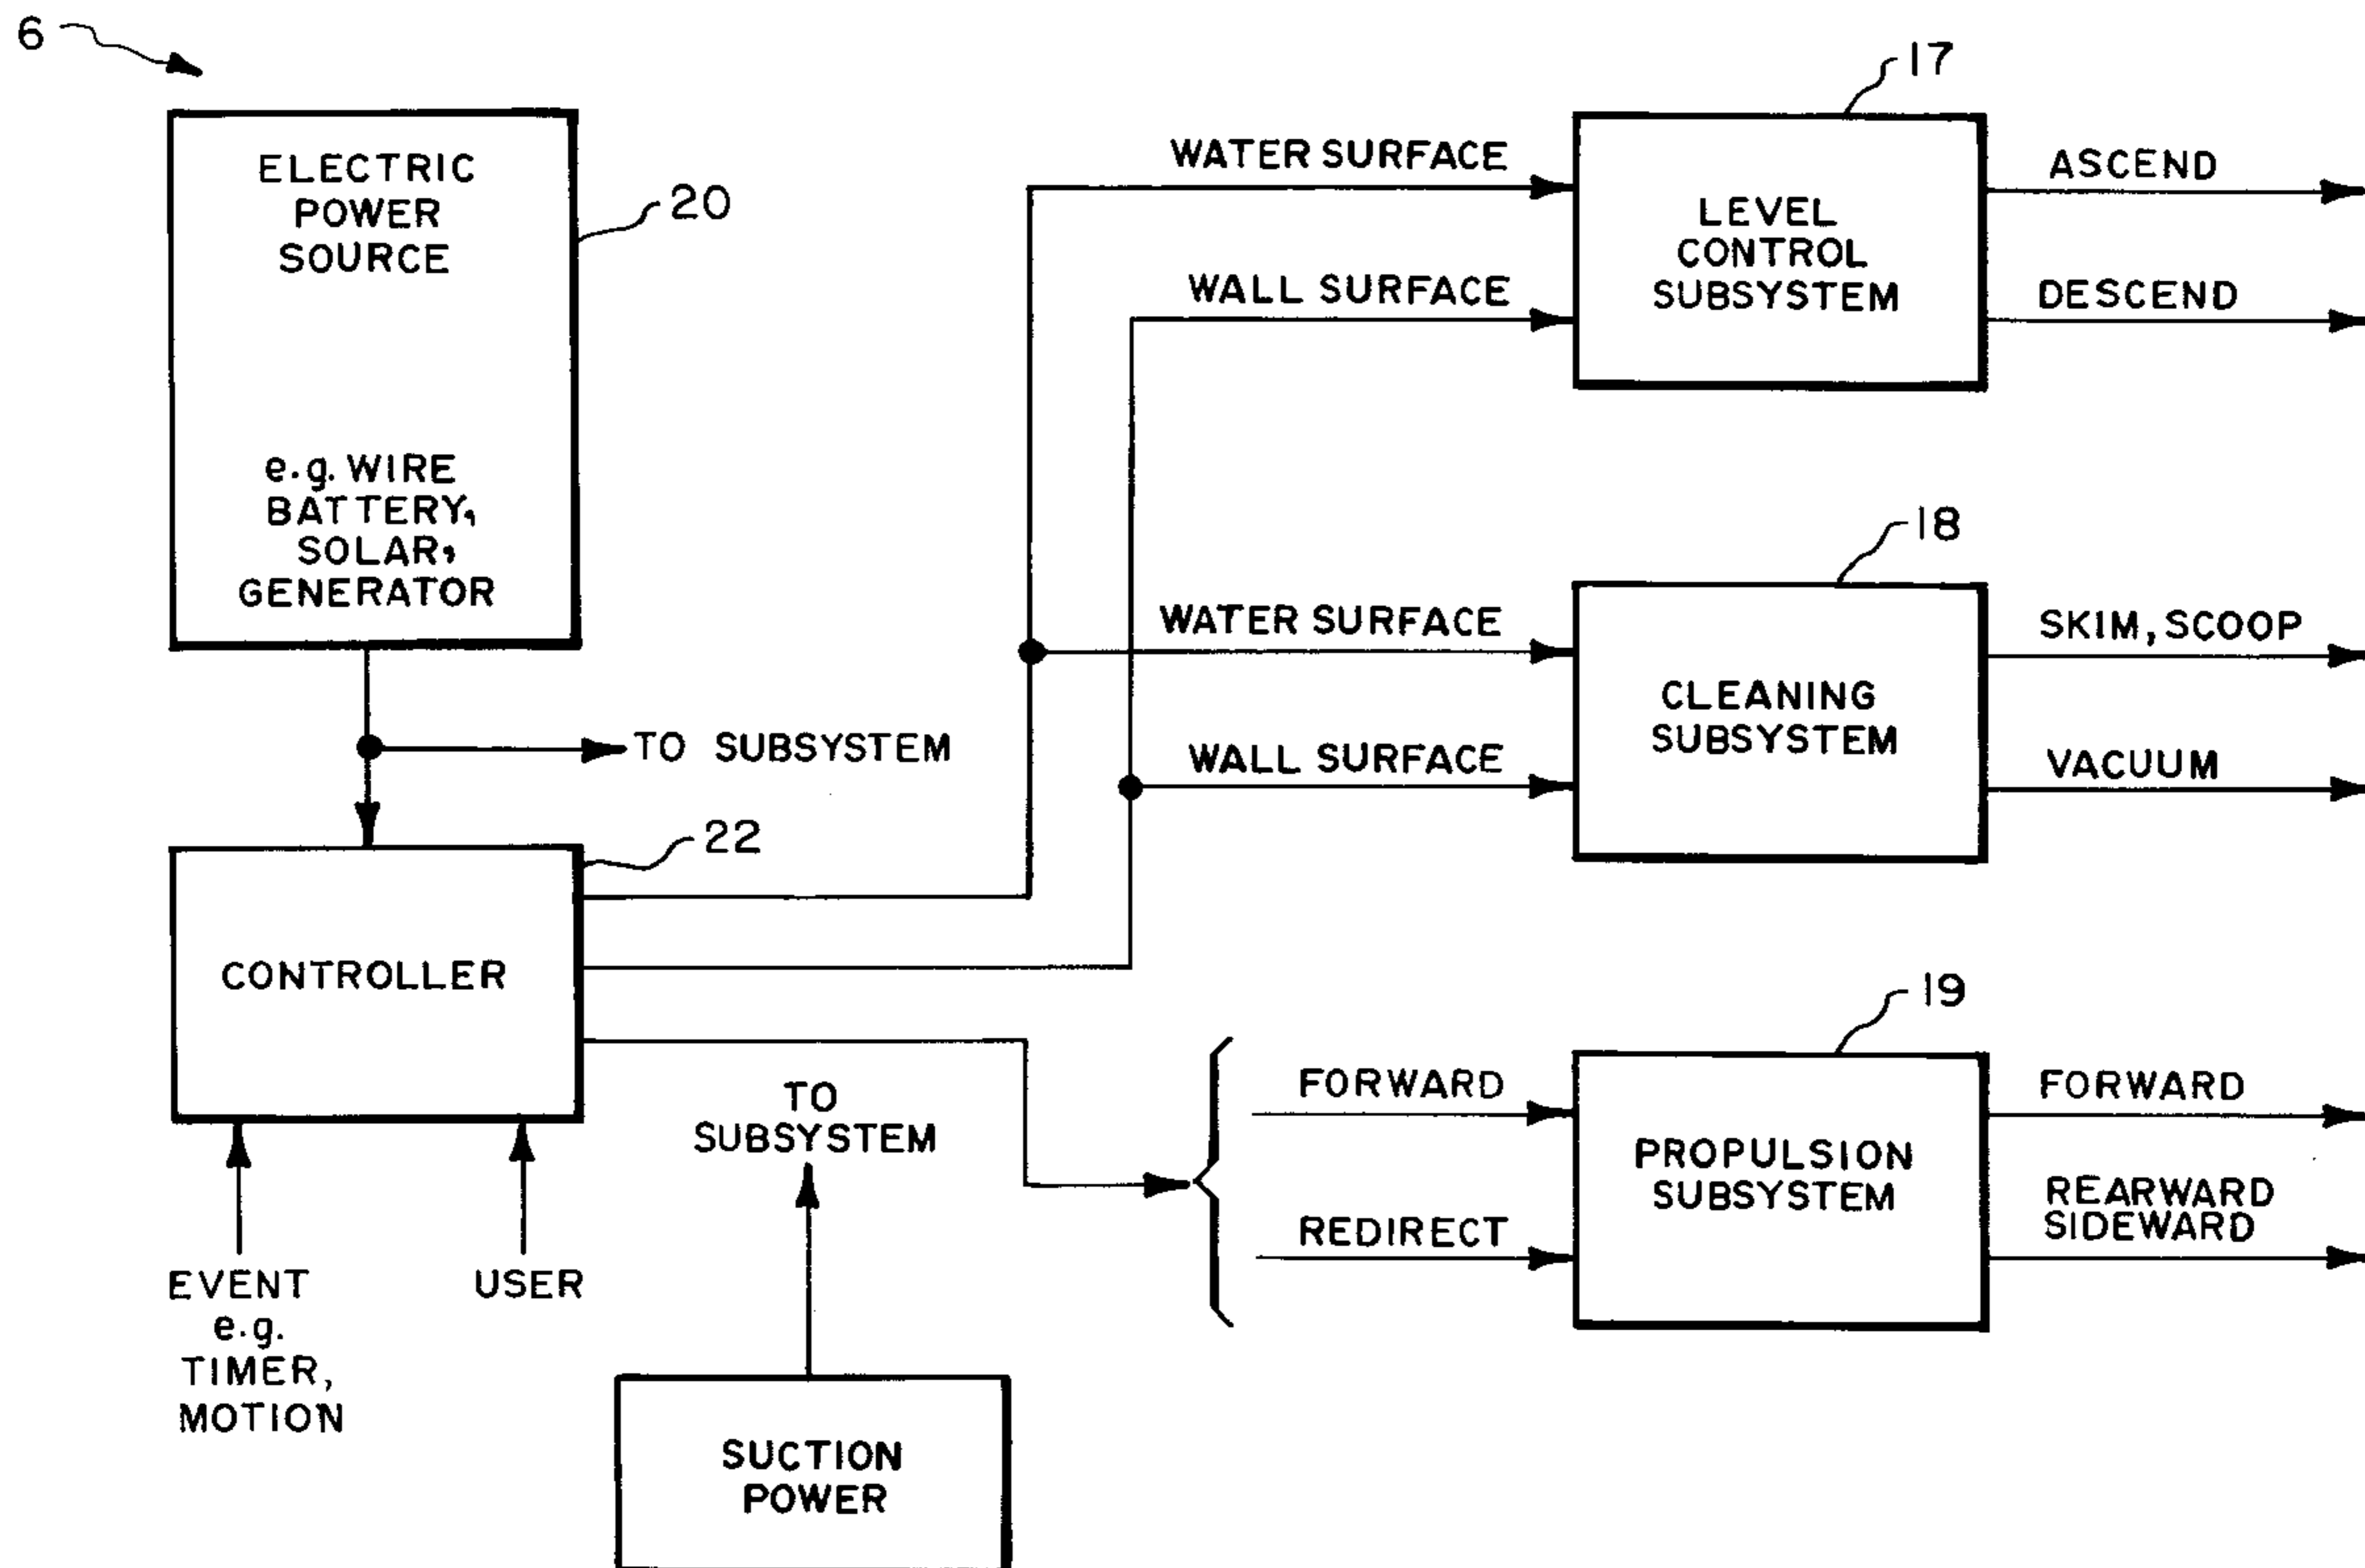 6
ELECTRIC
POWER
SOURCE
e.g. WIRE
BATTERY,
SOLAR,
GENERATOR
20
TO SUBSYSTEM
22
CONTROLLER
EVENT
e.g.
TIMER,
MOTION
USER
TO
SUBSYSTEM
SUCTION
POWER
WATER SURFACE
WALL SURFACE
17
LEVEL
CONTROL
SUBSYSTEM
ASCEND
DESCEND
WATER SURFACE
WALL SURFACE
18
CLEANING
SUBSYSTEM
SKIM, SCOOP
VACUUM
FORWARD
REDIRECT
19
PROPULSION
SUBSYSTEM
FORWARD
REARWARD
SIDEWARD